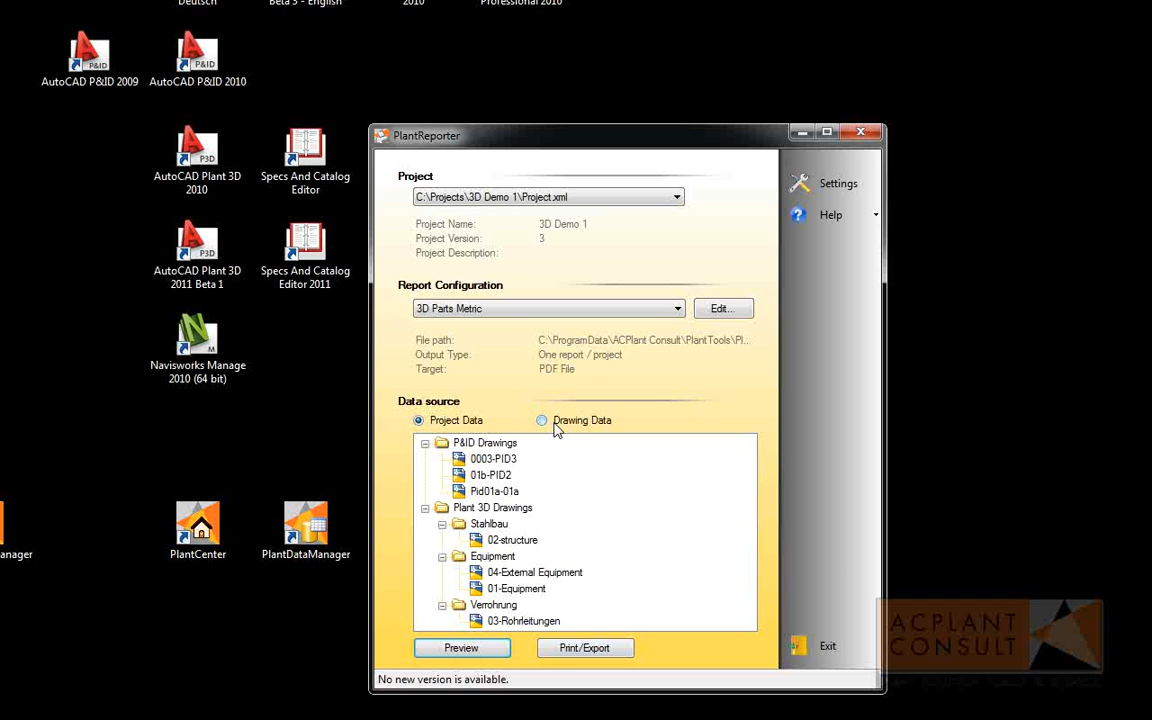 Deutsch
Beta 3 - English
2010
Professional 2010
AutoCAD P&ID 2009
AutoCAD P&ID 2010
AutoCAD Plant 3D
2010
Specs And Catalog
Editor
AutoCAD Plant 3D
2011 Beta 1
Specs And Catalog
Editor 2011
Navisworks Manage
2010 (64 bit)
anager
PlantCenter
PlantDataManager
PlantReporter
Project
C:\Projects\3D Demo 1\Project.xml
Project Name: 3D Demo 1
Project Version: 3
Project Description:
Report Configuration
3D Parts Metric
Edit...
File path: C:\ProgramData\ACPlant Consult\PlantTools\Pl...
Output Type: One report / project
Target: PDF File
Data source
Project Data
Drawing Data
P&ID Drawings
0003-PID3
01b-PID2
Pid01a-01a
Plant 3D Drawings
Stahlbau
02-structure
Equipment
04-External Equipment
01-Equipment
Verrohrung
03-Rohrleitungen
Preview
Print/Export
No new version is available.
Settings
Help
Exit
ACPLANT
CONSULT